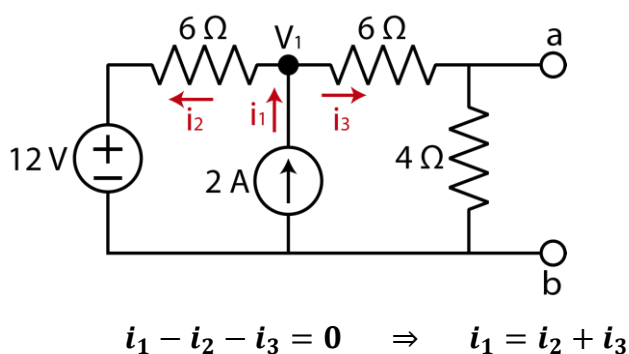 6 Ω V₁ 6 Ω a
i₂ i₁ i₃
12 V 2 A 4 Ω
b
i₁ − i₂ − i₃ = 0 ⇒ i₁ = i₂ + i₃